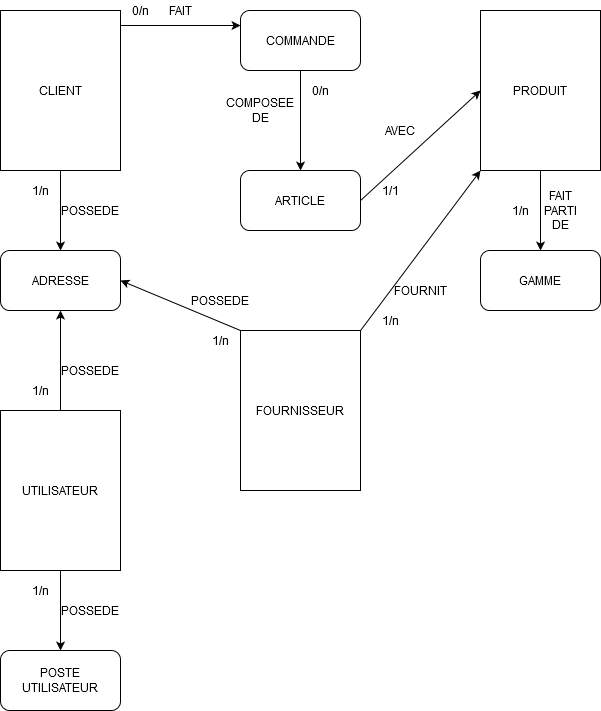 0/n FAIT
CLIENT
COMMANDE
PRODUIT
COMPOSEE
DE
0/n
AVEC
ARTICLE
1/1
1/n
POSSEDE
1/n
FAIT
PARTI
DE
ADRESSE
POSSEDE
FOURNIT
GAMME
1/n
1/n
POSSEDE
1/n
FOURNISSEUR
UTILISATEUR
1/n
POSSEDE
POSTE
UTILISATEUR